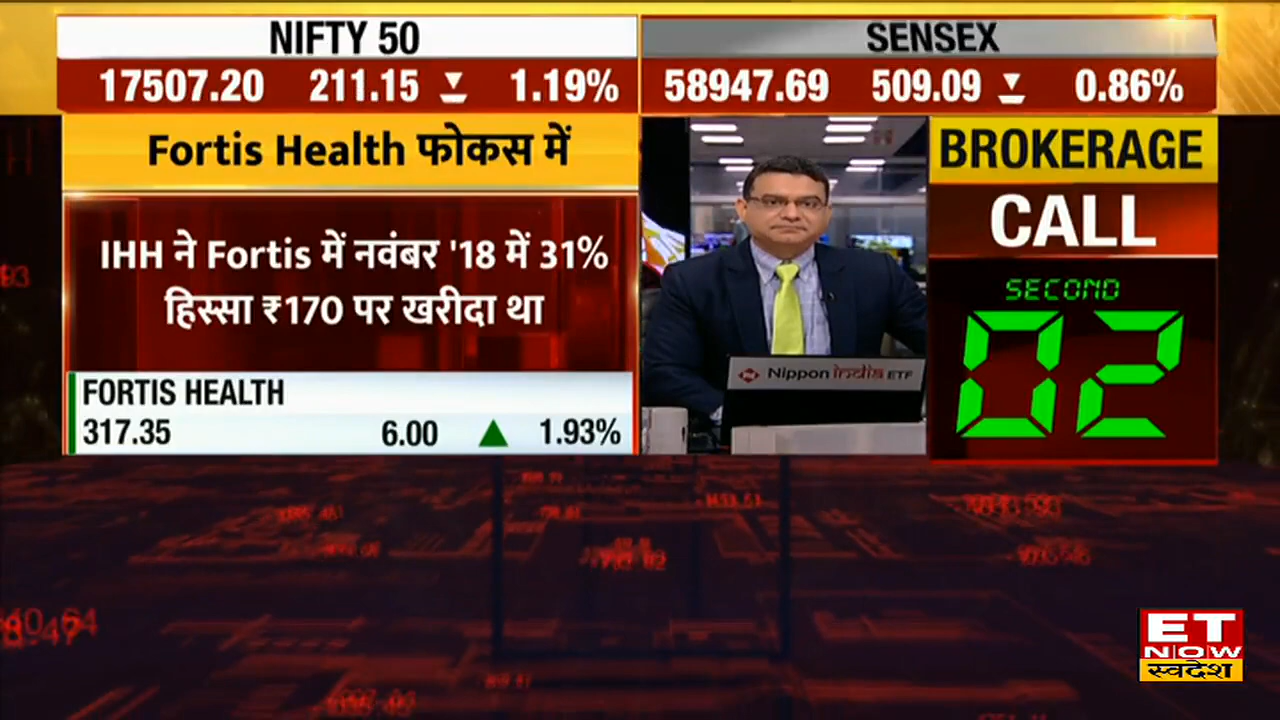 NIFTY 50
17507.20 211.15 ▼ 1.19%
SENSEX
58947.69 509.09 ▼ 0.86%
Fortis Health फोकस में
IHH ने Fortis में नवंबर '18 में 31%
हिस्सा ₹170 पर खरीदा था
FORTIS HEALTH
317.35 6.00 ▲ 1.93%
Nippon india ETF
BROKERAGE
CALL
SECOND
02
ET
NOW
स्वदेश